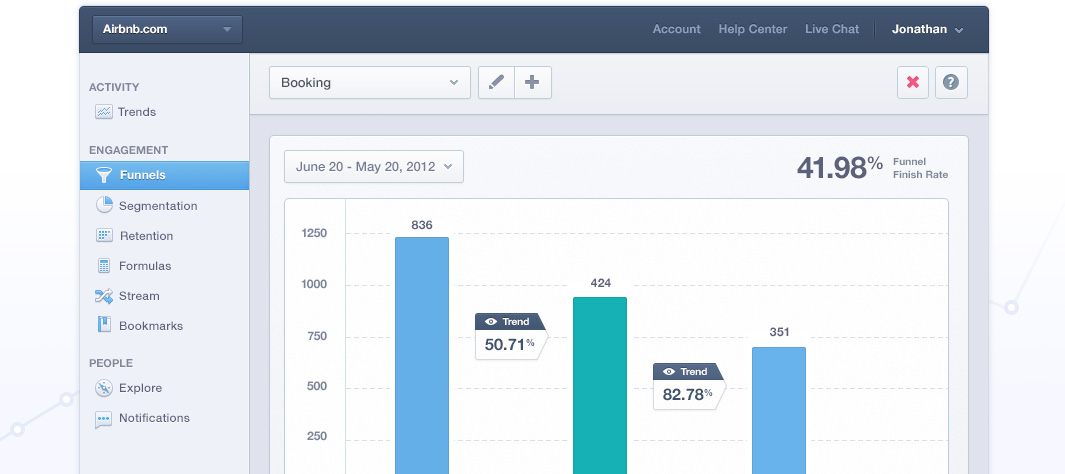 Airbnb.com
Account
Help Center
Live Chat
Jonathan
ACTIVITY
Trends
ENGAGEMENT
Funnels
Segmentation
Retention
Formulas
Stream
Bookmarks
PEOPLE
Explore
Notifications
Booking
?
June 20 - May 20, 2012
41.98%
Funnel
Finish Rate
1250
1000
750
500
250
836
Trend
50.71%
424
Trend
82.78%
351